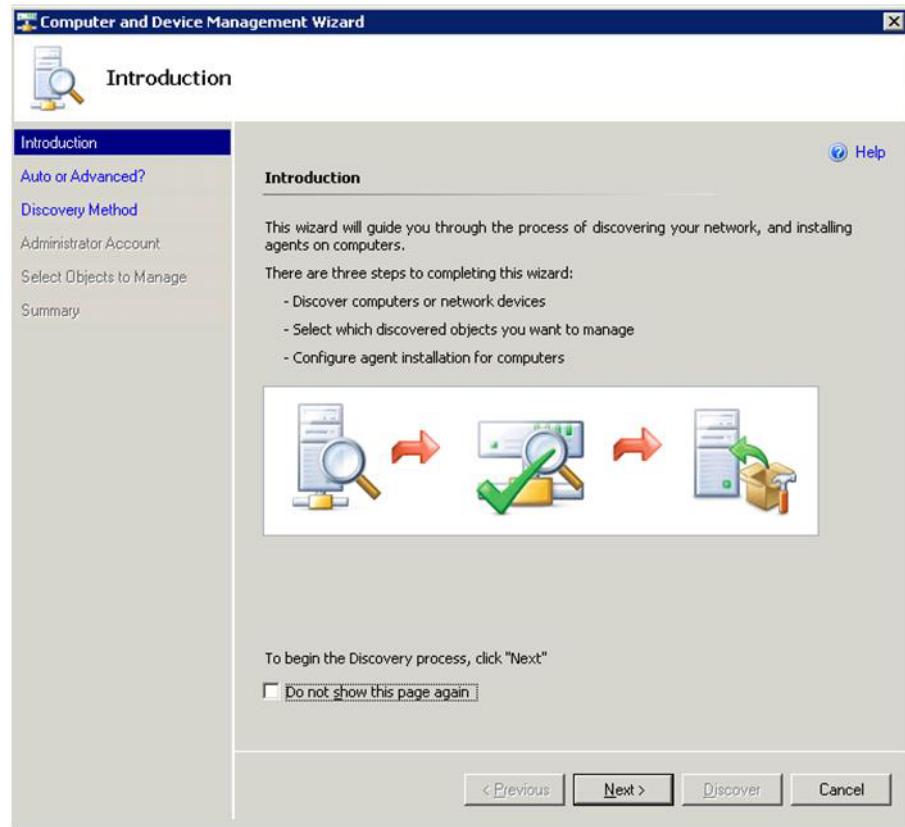 Computer and Device Management Wizard
Introduction
Introduction
Auto or Advanced?
Discovery Method
Administrator Account
Select Objects to Manage
Summary
Help
Introduction
This wizard will guide you through the process of discovering your network, and installing
agents on computers.
There are three steps to completing this wizard:
- Discover computers or network devices
- Select which discovered objects you want to manage
- Configure agent installation for computers
To begin the Discovery process, click "Next"
Do not show this page again
< Previous
Next >
Discover
Cancel